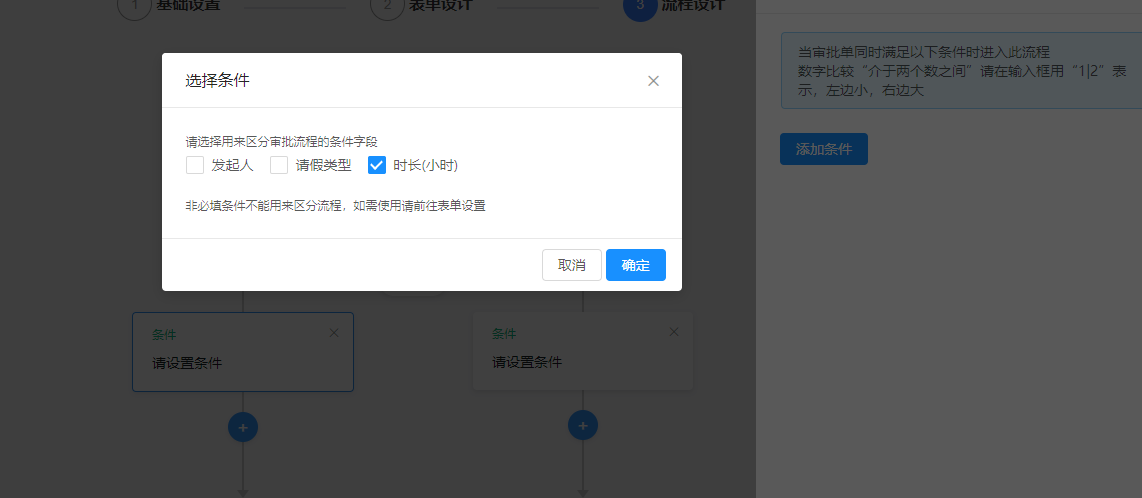 1 基础设置
2 表单设计
3 流程设计
选择条件
请选择用来区分审批流程的条件字段
发起人 请假类型 时长(小时)
非必填条件不能用来区分流程，如需使用请前往表单设置
取消 确定
条件
请设置条件
条件
请设置条件
当审批单同时满足以下条件时进入此流程
数字比较“介于两个数之间”请在输入框用“1|2”表
示，左边小，右边大
添加条件